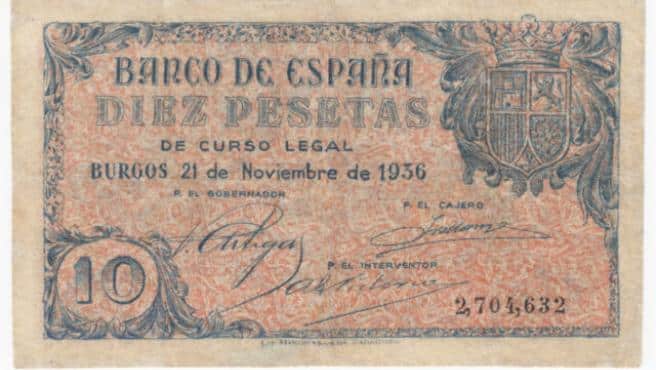 BANCO DE ESPAÑA
DIEZ PESETAS
DE CURSO LEGAL
BURGOS 21 de Noviembre de 1936
P. EL GOBERNADOR
P. EL CAJERO
P. EL INTERVENTOR
10
2,704,632